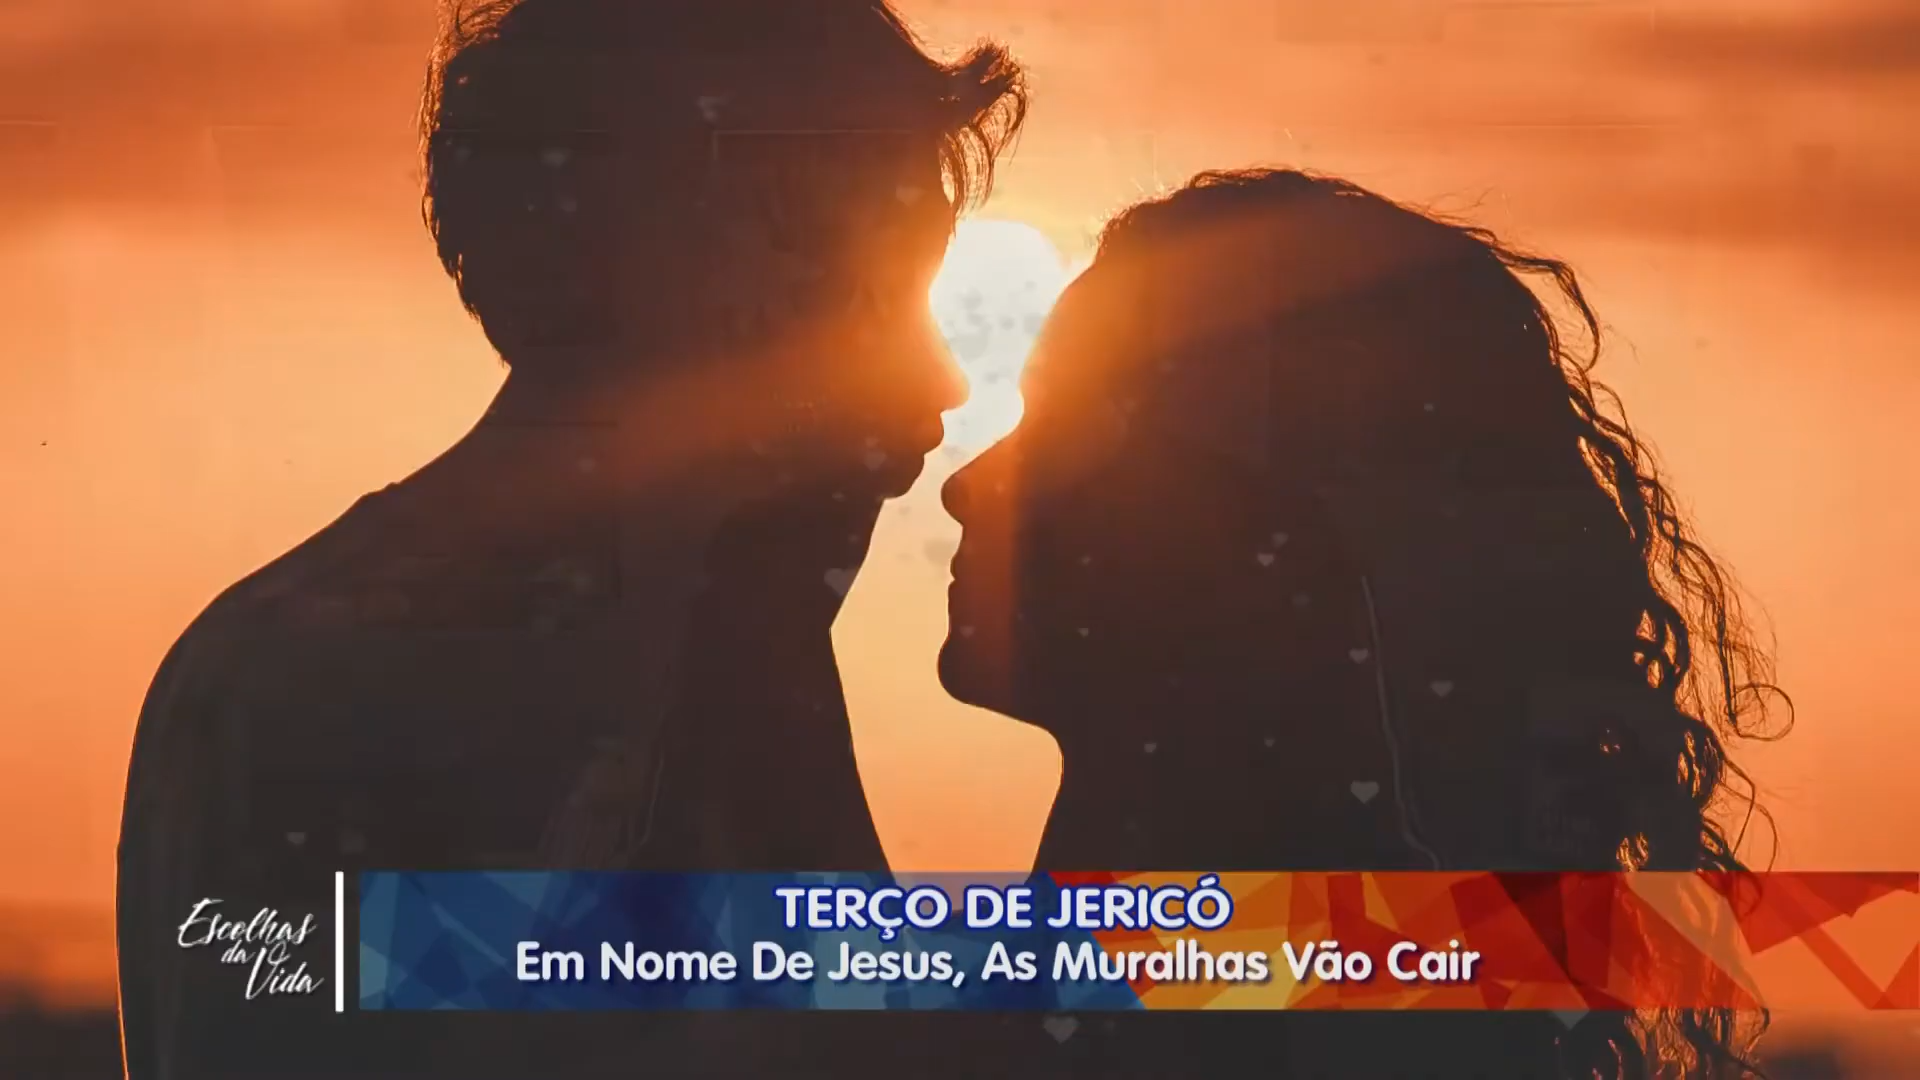 Escolhas
da
Vida
TERÇO DE JERICÓ
Em Nome De Jesus, As Muralhas Vão Cair